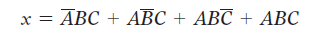 x = A̅BC + AB̅C + ABC̅ + ABC